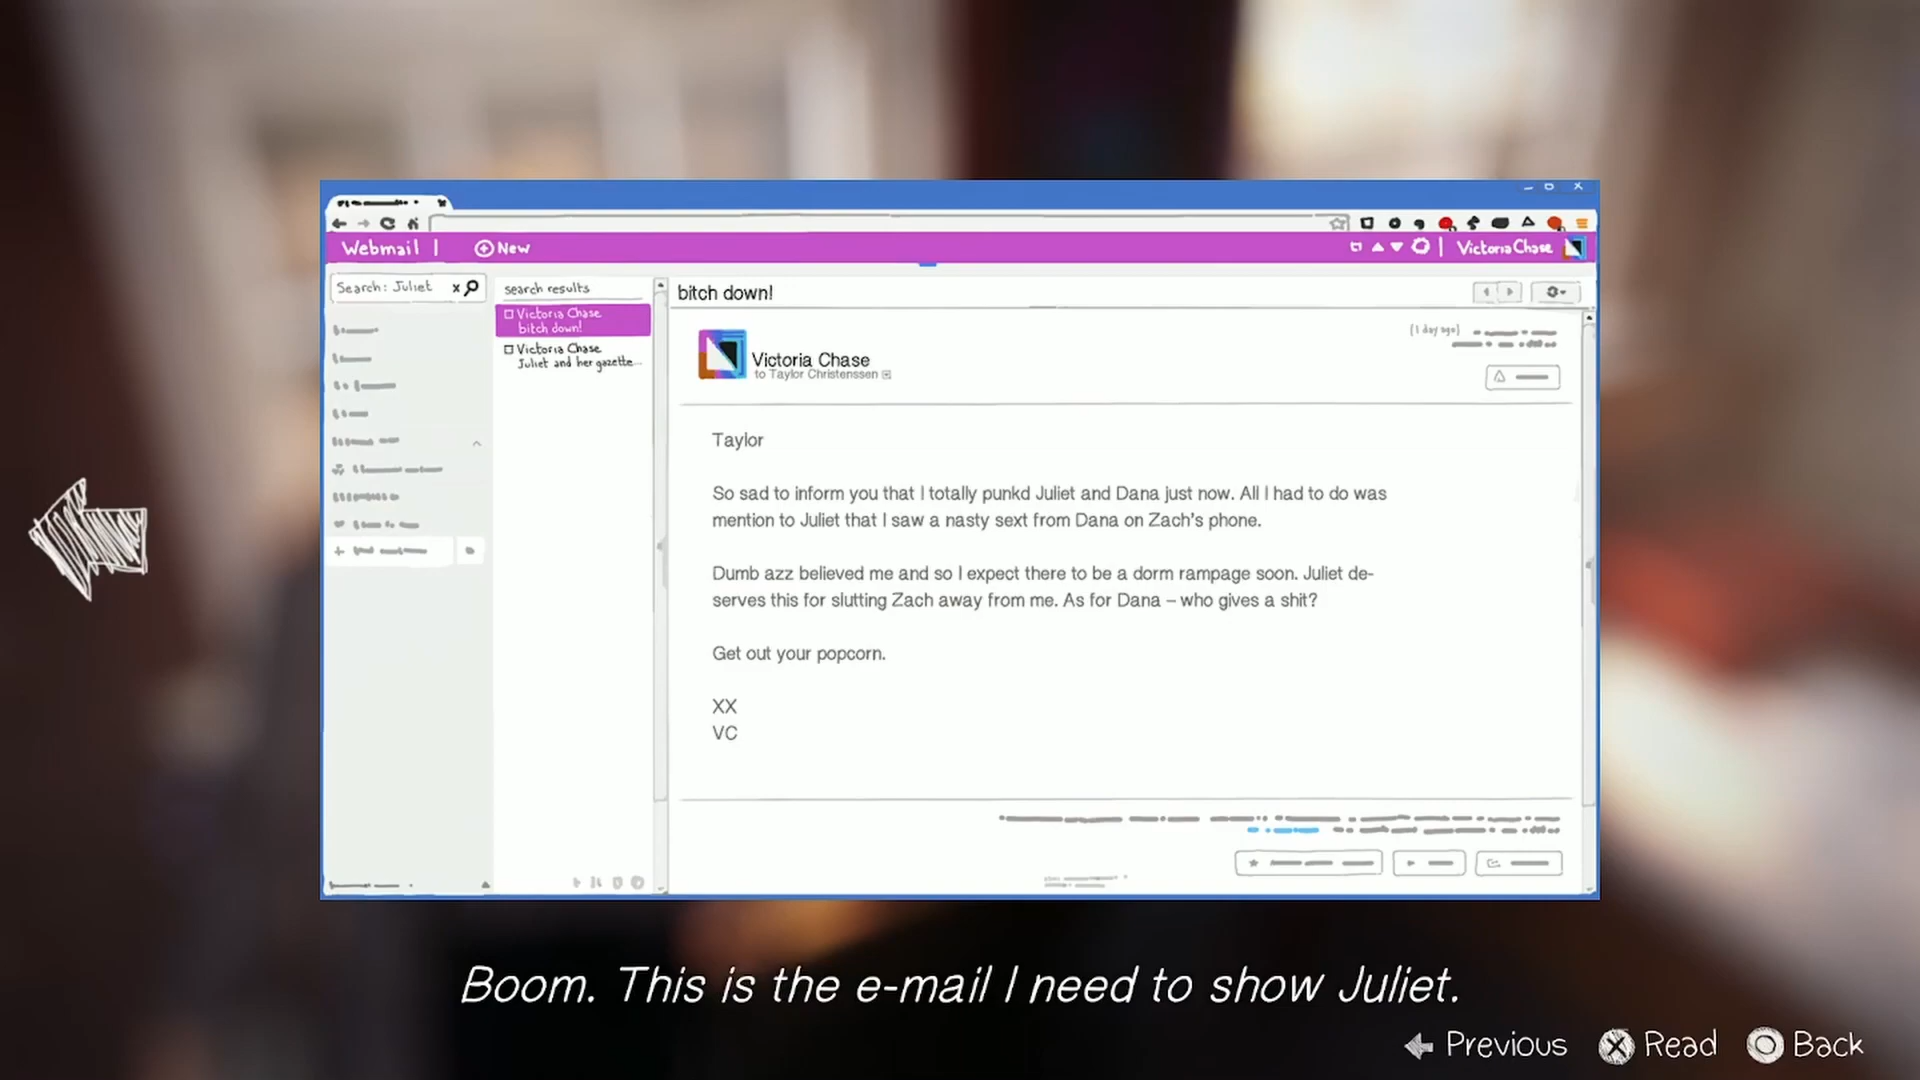 Webmail |
New
Victoria Chase
Search: Juliet x
search results
Victoria Chase
bitch down!
Victoria Chase
Juliet and her gazette...
bitch down!
(1 day ago)
Victoria Chase
to Taylor Christenssen
Taylor
So sad to inform you that I totally punkd Juliet and Dana just now. All I had to do was
mention to Juliet that I saw a nasty sext from Dana on Zach's phone.
Dumb azz believed me and so I expect there to be a dorm rampage soon. Juliet de-
serves this for slutting Zach away from me. As for Dana – who gives a shit?
Get out your popcorn.
XX
VC
Boom. This is the e-mail I need to show Juliet.
Previous
Read
Back